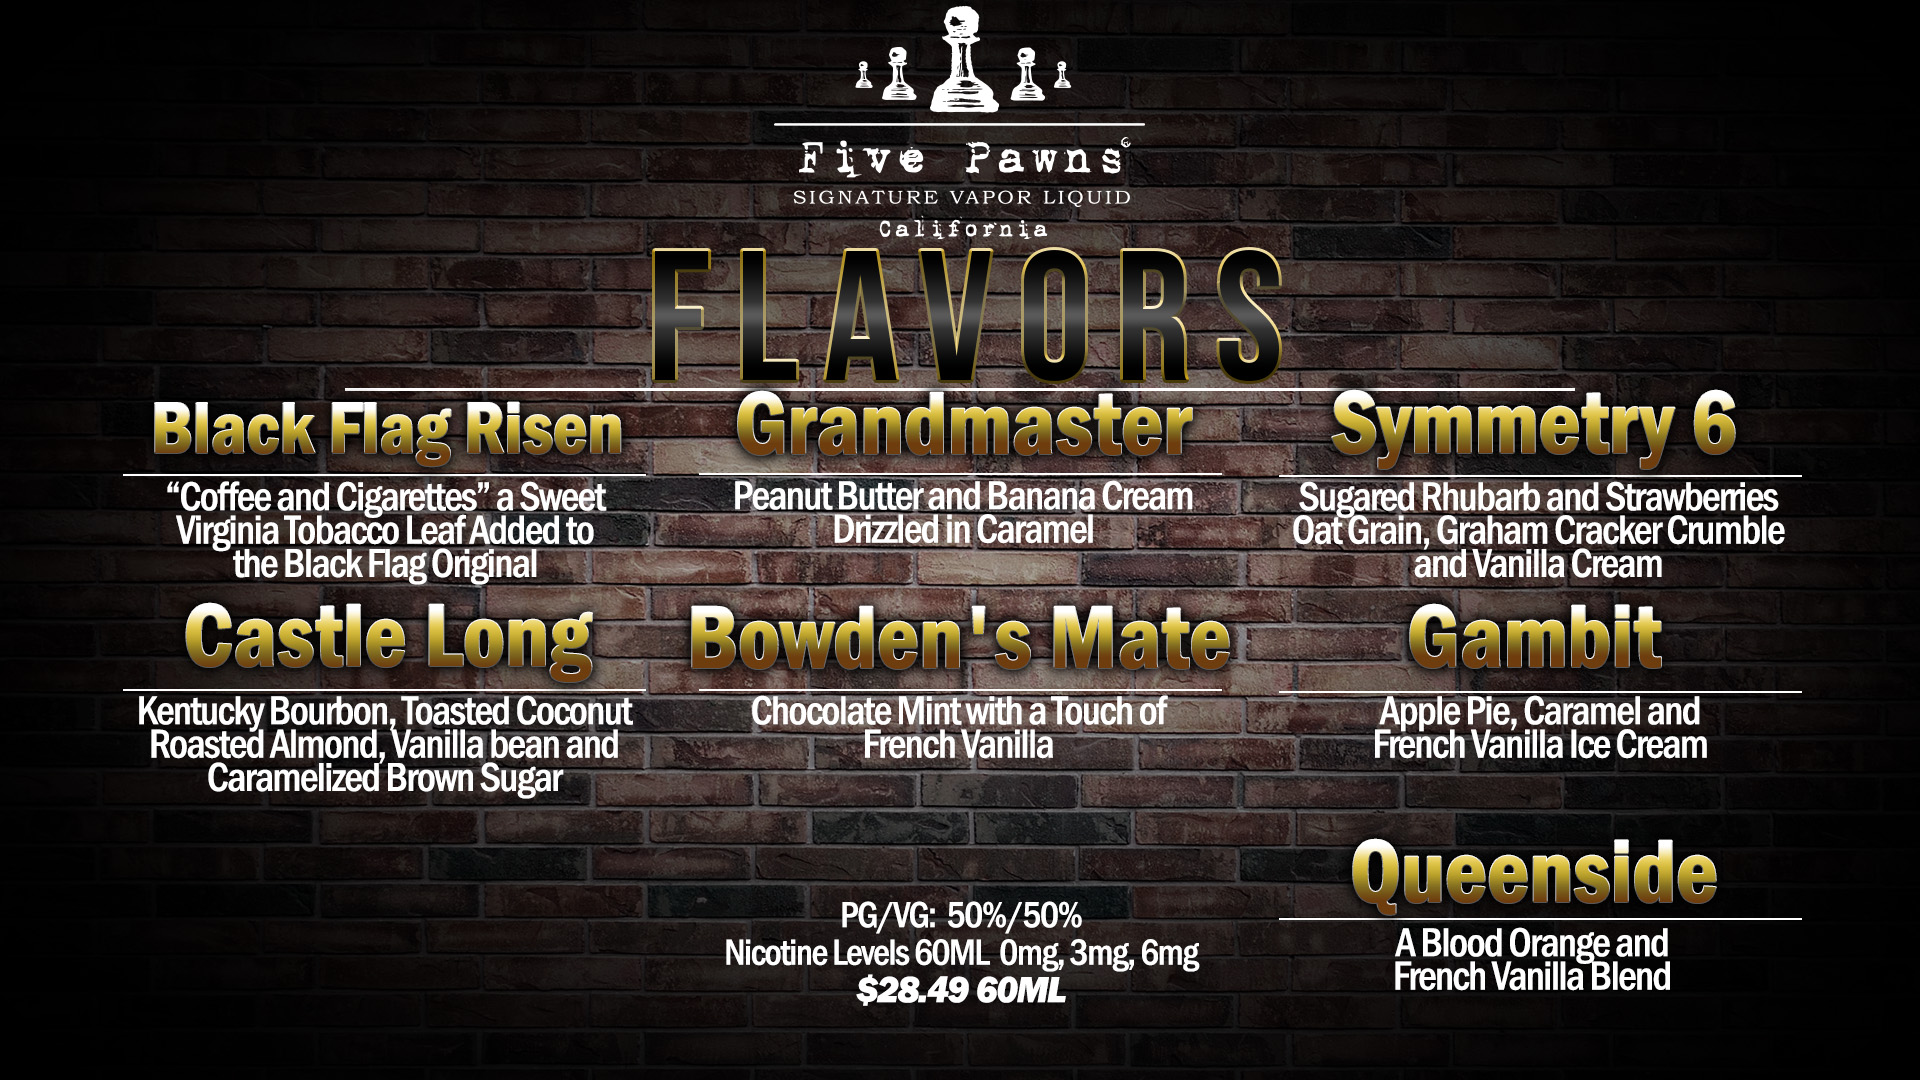 Five Pawns
SIGNATURE VAPOR LIQUID
California
FLAVORS
Black Flag Risen
“Coffee and Cigarettes” a Sweet
Virginia Tobacco Leaf Added to
the Black Flag Original
Grandmaster
Peanut Butter and Banana Cream
Drizzled in Caramel
Symmetry 6
Sugared Rhubarb and Strawberries
Oat Grain, Graham Cracker Crumble
and Vanilla Cream
Castle Long
Kentucky Bourbon, Toasted Coconut
Roasted Almond, Vanilla bean and
Caramelized Brown Sugar
Bowden's Mate
Chocolate Mint with a Touch of
French Vanilla
Gambit
Apple Pie, Caramel and
French Vanilla Ice Cream
Queenside
A Blood Orange and
French Vanilla Blend
PG/VG: 50%/50%
Nicotine Levels 60ML 0mg, 3mg, 6mg
$28.49 60ML